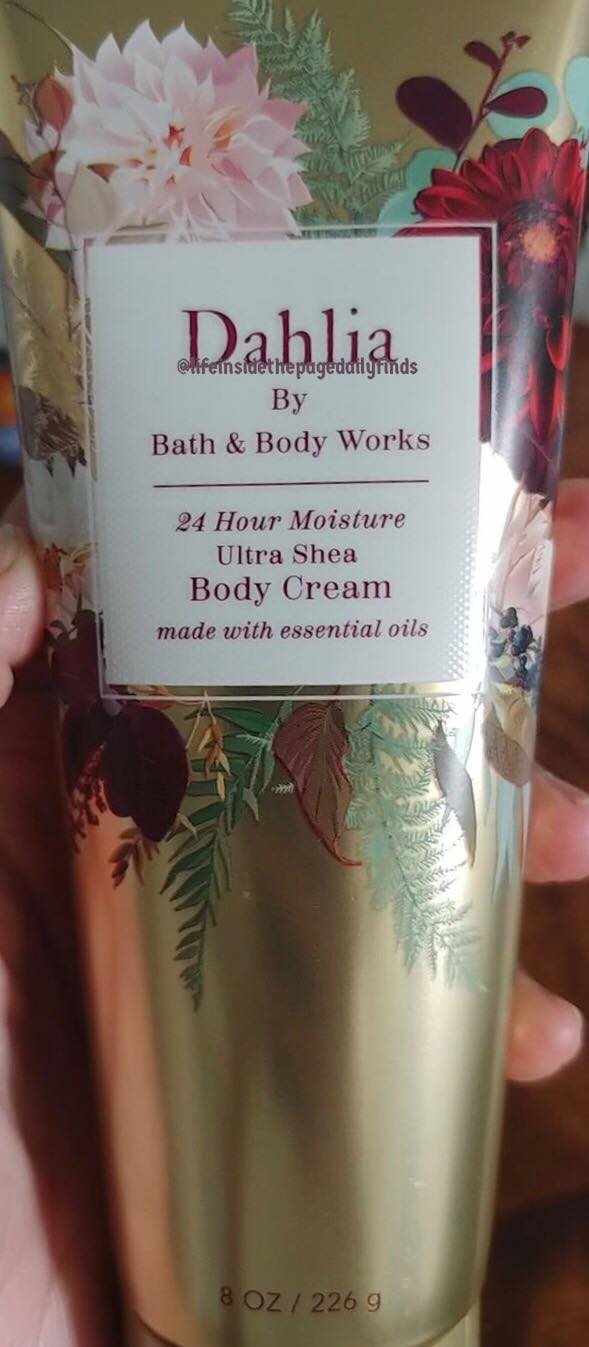 Dahlia
@lifeinsidethepagedailyfinds
By
Bath & Body Works
24 Hour Moisture
Ultra Shea
Body Cream
made with essential oils
8 OZ / 226 g